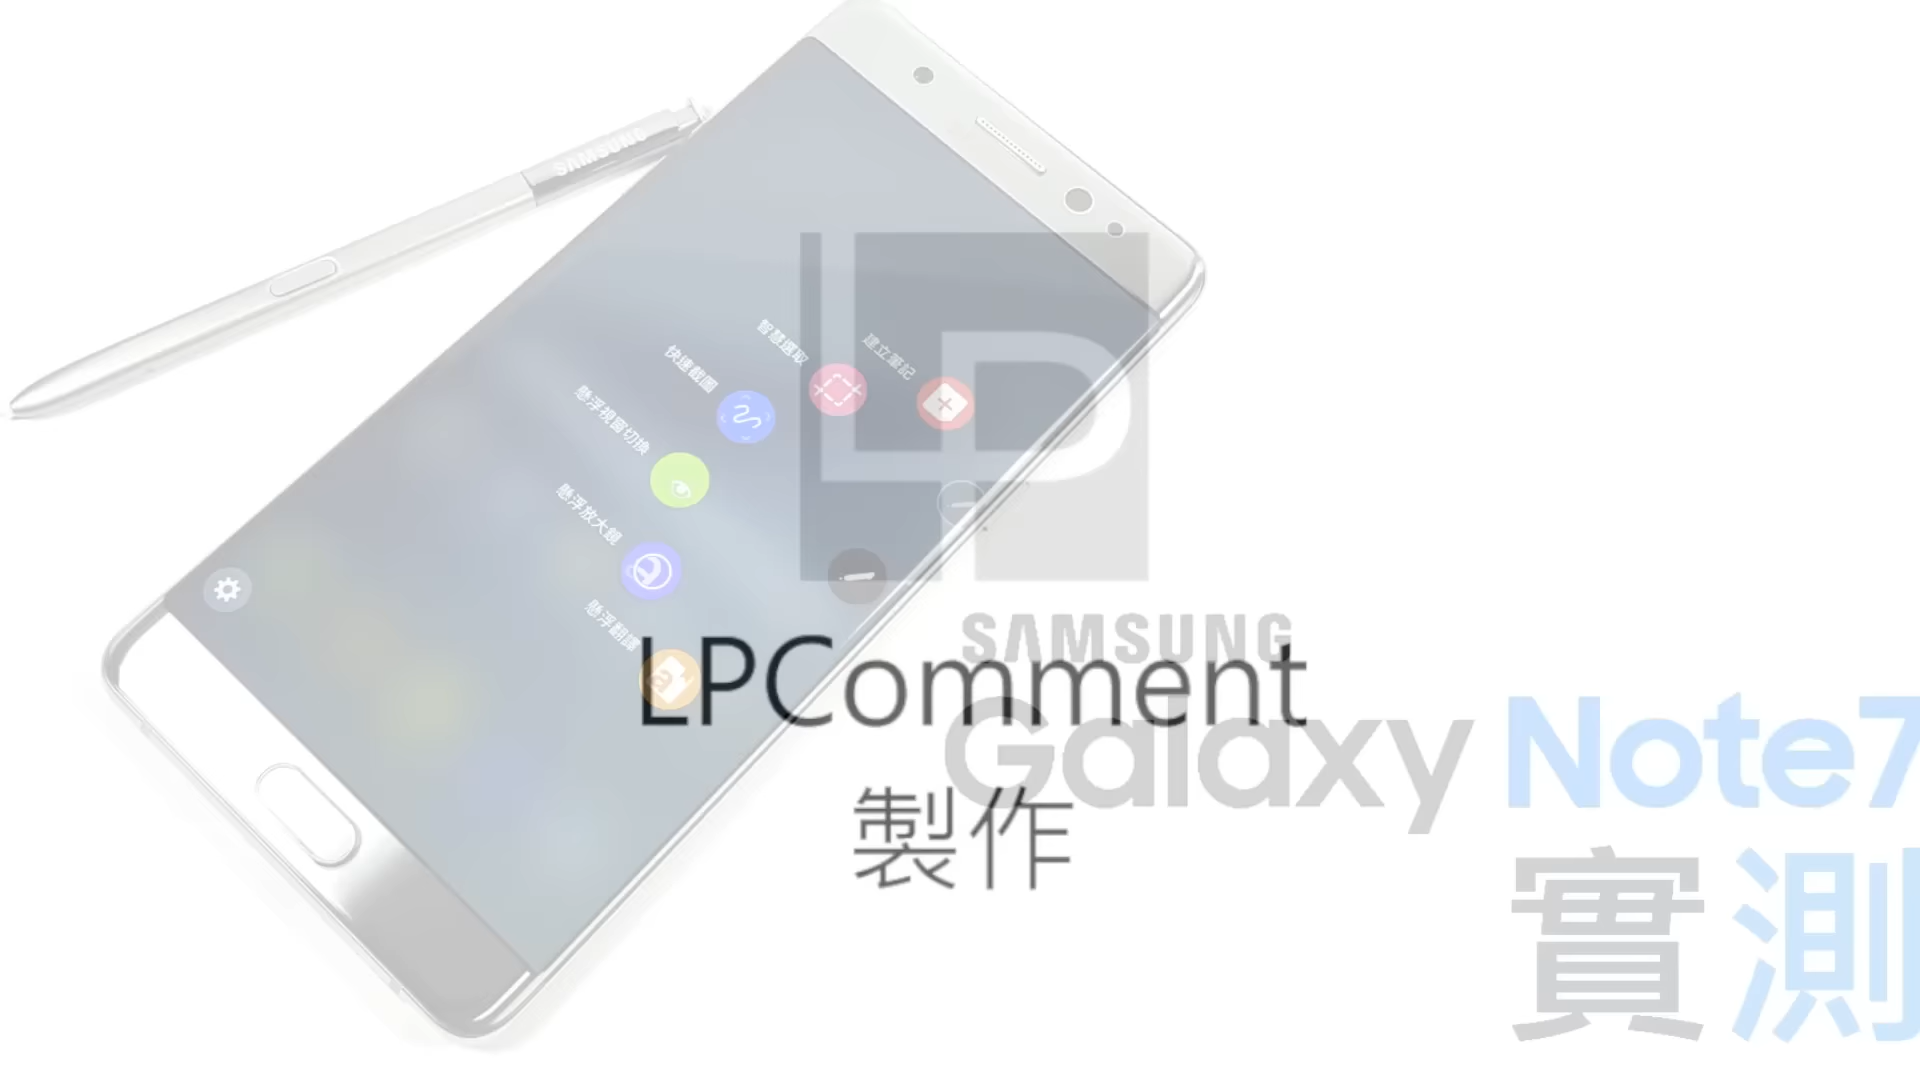 SAMSUNG
智慧選取
建立筆記
快速截圖
懸浮視窗切換
懸浮放大鏡
懸浮翻譯
LP
SAMSUNG
LPComment
Galaxy Note7
製作
實測